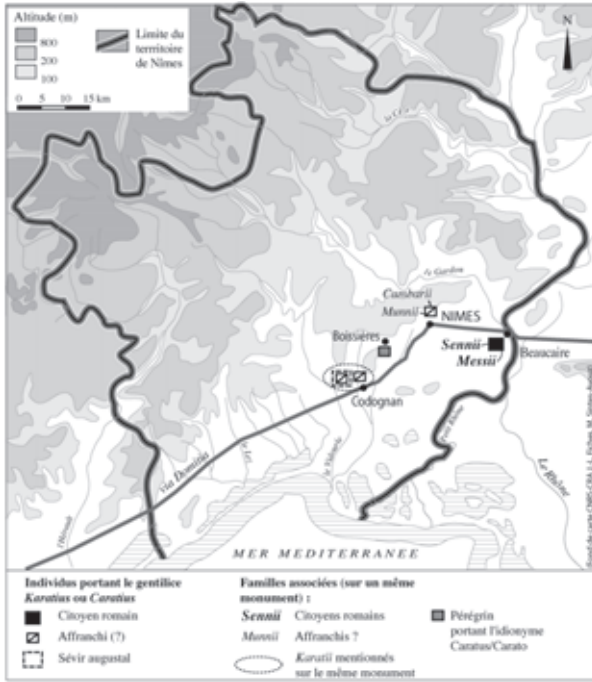 Altitude (m)
800
200
100
Limite du
territoire
de Nîmes
0 5 10 15 km
N
le Gardon
Cumbarii
Munnii
NIMES
Boissières
Sennii
Messii
Beaucaire
Codognan
via Domitia
le Vidourle
l'Hérault
Le Rhône
MER MEDITERRANEE
Individus portant le gentilice
Karatius ou Caratius
Citoyen romain
Affranchi (?)
Sévir augustal
Familles associées (sur un même
monument) :
Sennii Citoyens romains
Munnii Affranchis ?
Karatii mentionnés
sur le même monument
Pérégrin
portant l'idionyme
Caratus/Carato